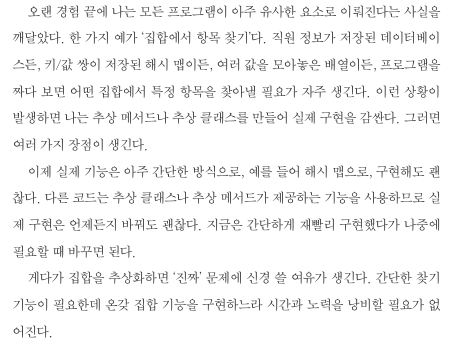 오랜 경험 끝에 나는 모든 프로그램이 아주 유사한 요소로 이뤄진다는 사실을
깨달았다. 한 가지 예가 ‘집합에서 항목 찾기’다. 직원 정보가 저장된 데이터베이
스든, 키/값 쌍이 저장된 해시 맵이든, 여러 값을 모아놓은 배열이든, 프로그램을
짜다 보면 어떤 집합에서 특정 항목을 찾아낼 필요가 자주 생긴다. 이런 상황이
발생하면 나는 추상 메서드나 추상 클래스를 만들어 실제 구현을 감싼다. 그러면
여러 가지 장점이 생긴다.
이제 실제 기능은 아주 간단한 방식으로, 예를 들어 해시 맵으로, 구현해도 괜
찮다. 다른 코드는 추상 클래스나 추상 메서드가 제공하는 기능을 사용하므로 실
제 구현은 언제든지 바꿔도 괜찮다. 지금은 간단하게 재빨리 구현했다가 나중에
필요할 때 바꾸면 된다.
게다가 집합을 추상화하면 ‘진짜’ 문제에 신경 쓸 여유가 생긴다. 간단한 찾기
기능이 필요한데 온갖 집합 기능을 구현하느라 시간과 노력을 낭비할 필요가 없
어진다.